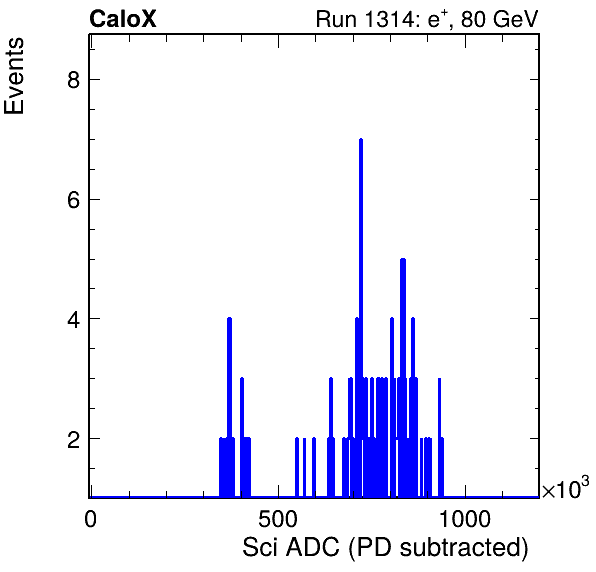 CaloX Run 1314: e⁺, 80 GeV
Events
8
6
4
2
0 500 1000 ×10³
Sci ADC (PD subtracted)